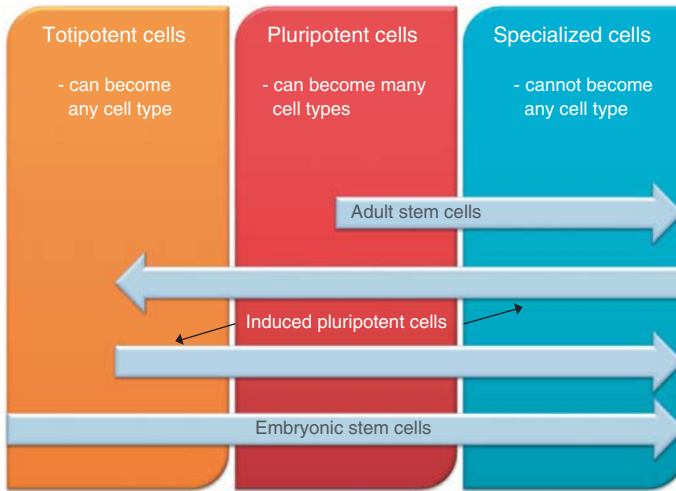 Totipotent cells
- can become
any cell type
Pluripotent cells
- can become many
cell types
Specialized cells
- cannot become
any cell type
Adult stem cells
Induced pluripotent cells
Embryonic stem cells